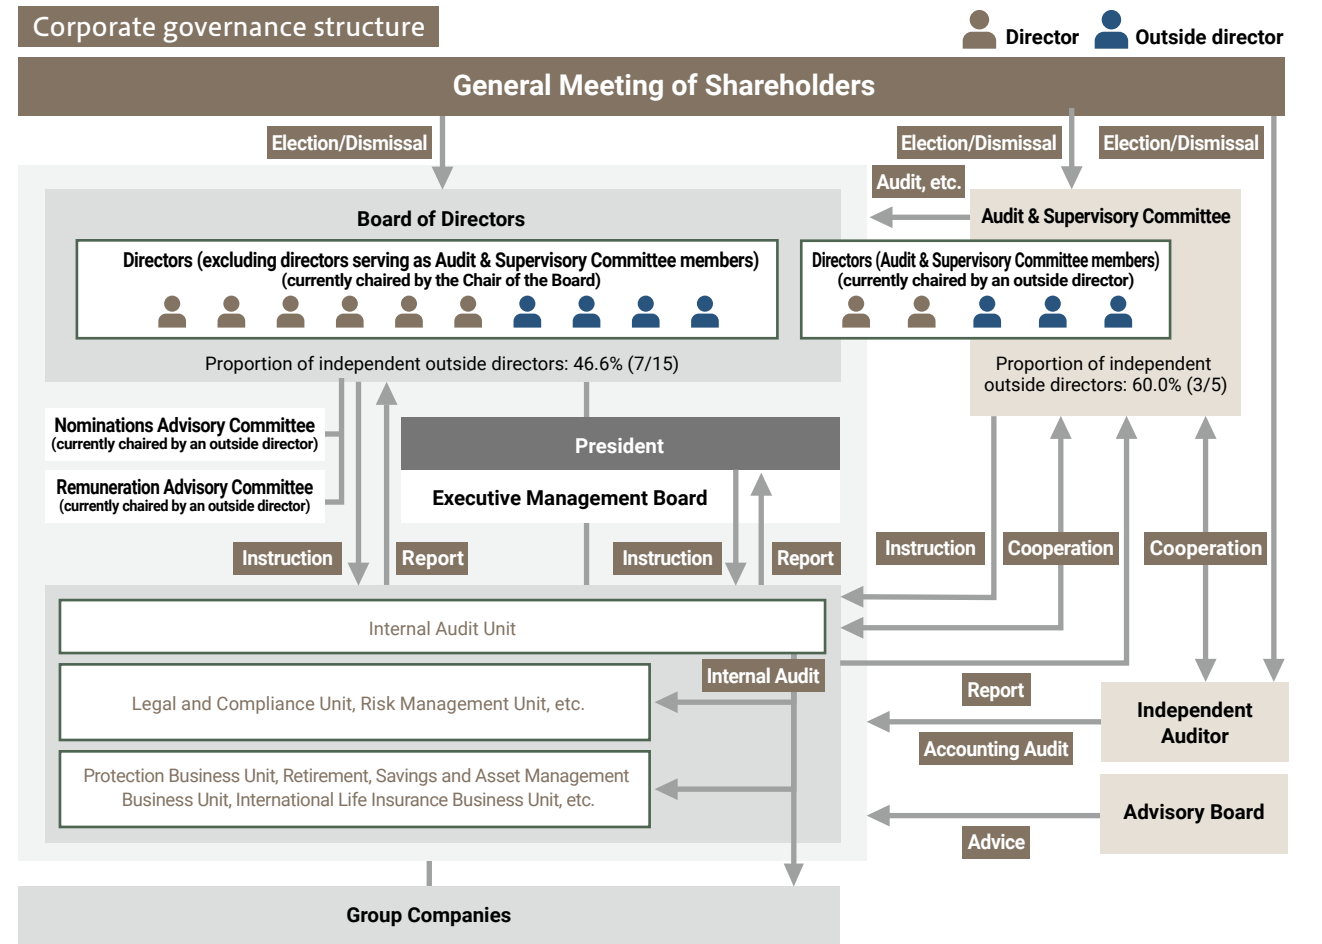 Corporate governance structure
Director
Outside director
General Meeting of Shareholders
Election/Dismissal
Election/Dismissal
Election/Dismissal
Audit, etc.
Board of Directors
Audit & Supervisory Committee
Directors (excluding directors serving as Audit & Supervisory Committee members)
(currently chaired by the Chair of the Board)
Directors (Audit & Supervisory Committee members)
(currently chaired by an outside director)
Proportion of independent outside directors: 46.6% (7/15)
Proportion of independent
outside directors: 60.0% (3/5)
Nominations Advisory Committee
(currently chaired by an outside director)
Remuneration Advisory Committee
(currently chaired by an outside director)
President
Executive Management Board
Instruction
Report
Instruction
Report
Instruction
Cooperation
Cooperation
Internal Audit Unit
Internal Audit
Legal and Compliance Unit, Risk Management Unit, etc.
Protection Business Unit, Retirement, Savings and Asset Management
Business Unit, International Life Insurance Business Unit, etc.
Report
Accounting Audit
Independent
Auditor
Advisory Board
Advice
Group Companies